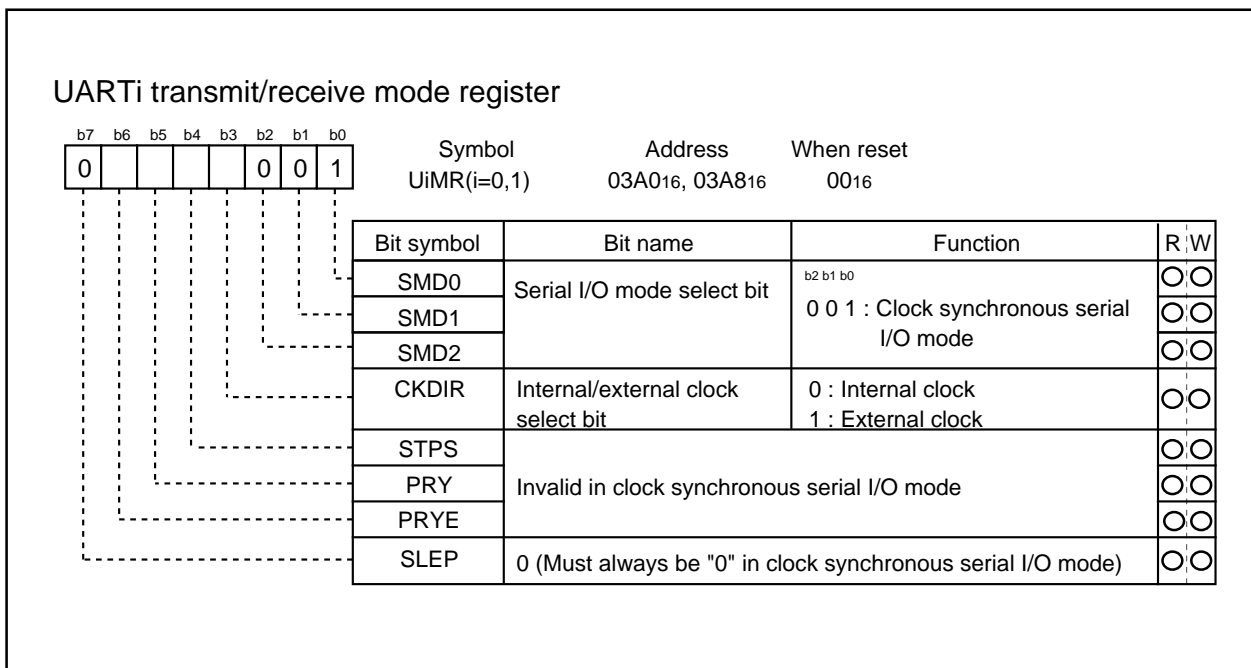 UARTi transmit/receive mode register
b7 b6 b5 b4 b3 b2 b1 b0
0 0 0 1
Symbol Address When reset
UiMR(i=0,1) 03A016, 03A816 0016
Bit symbol Bit name Function R W
SMD0 Serial I/O mode select bit b2 b1 b0
SMD1 0 0 1 : Clock synchronous serial
I/O mode
SMD2
CKDIR Internal/external clock 0 : Internal clock
select bit 1 : External clock
STPS
PRY Invalid in clock synchronous serial I/O mode
PRYE
SLEP 0 (Must always be "0" in clock synchronous serial I/O mode)